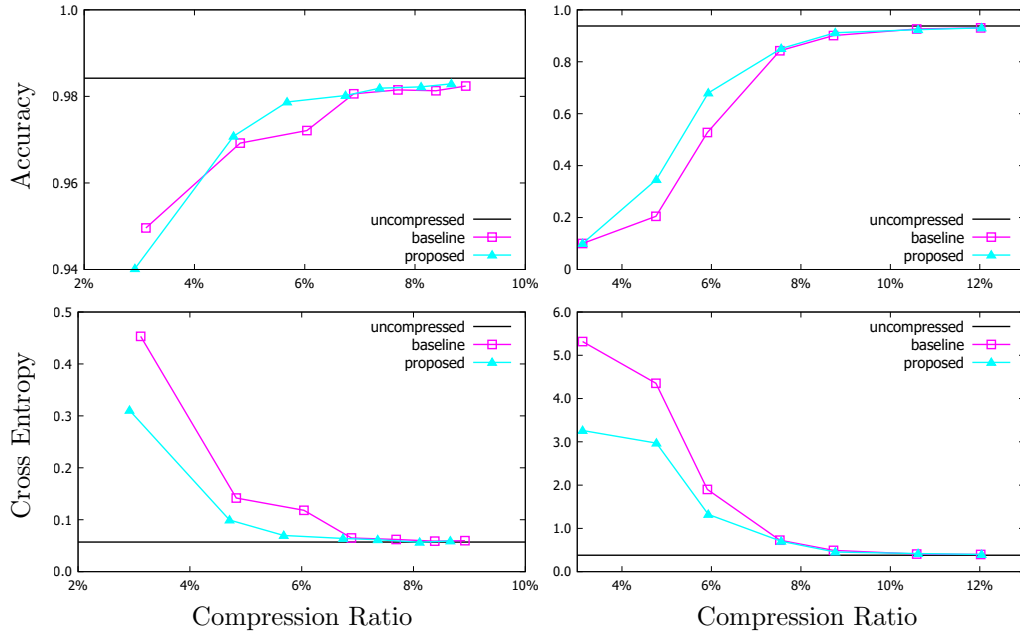 Accuracy
1.00
0.98
0.96
0.94
2%
4%
6%
8%
10%
uncompressed
baseline
proposed
1.0
0.8
0.6
0.4
0.2
0
4%
6%
8%
10%
12%
uncompressed
baseline
proposed
Cross Entropy
0.5
0.4
0.3
0.2
0.1
0.0
2%
4%
6%
8%
10%
uncompressed
baseline
proposed
Compression Ratio
6.0
5.0
4.0
3.0
2.0
1.0
0.0
4%
6%
8%
10%
12%
uncompressed
baseline
proposed
Compression Ratio